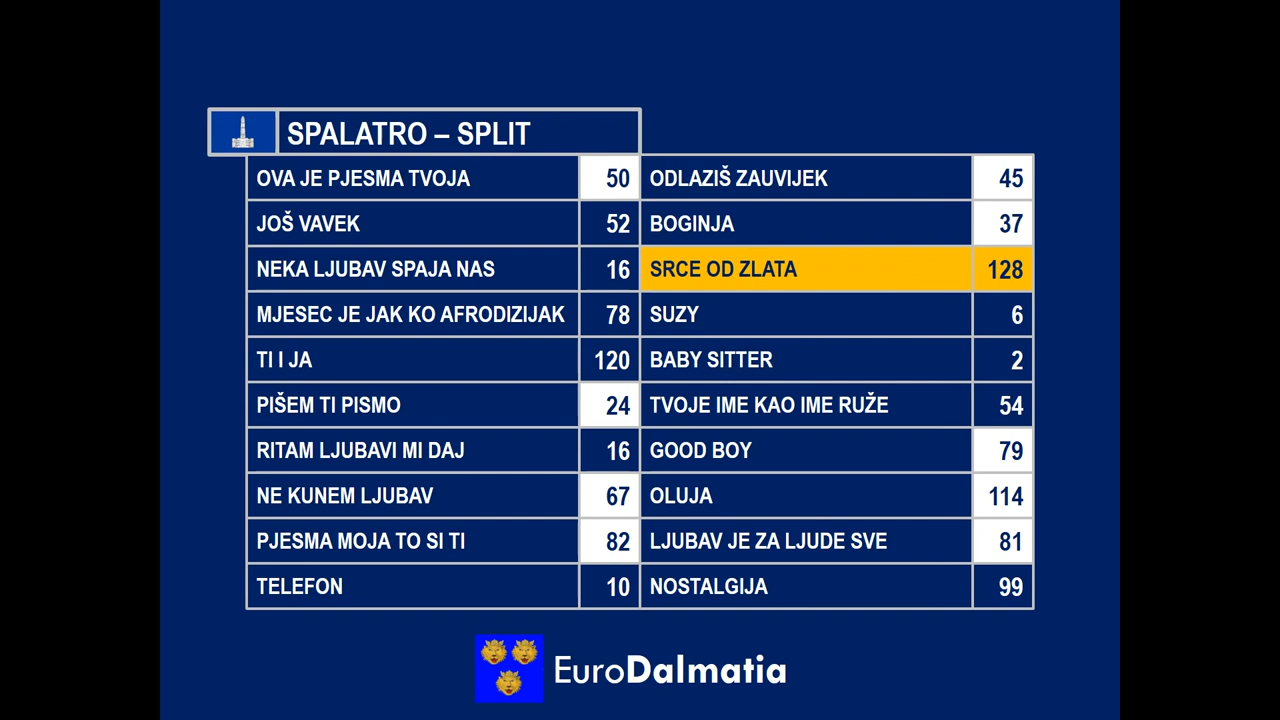 SPALATRO – SPLIT
OVA JE PJESMA TVOJA 50
JOŠ VAVEK 52
NEKA LJUBAV SPAJA NAS 16
MJESEC JE JAK KO AFRODIZIJAK 78
TI I JA 120
PIŠEM TI PISMO 24
RITAM LJUBAVI MI DAJ 16
NE KUNEM LJUBAV 67
PJESMA MOJA TO SI TI 82
TELEFON 10
ODLAZIŠ ZAUVIJEK 45
BOGINJA 37
SRCE OD ZLATA 128
SUZY 6
BABY SITTER 2
TVOJE IME KAO IME RUŽE 54
GOOD BOY 79
OLUJA 114
LJUBAV JE ZA LJUDE SVE 81
NOSTALGIJA 99
EuroDalmatia